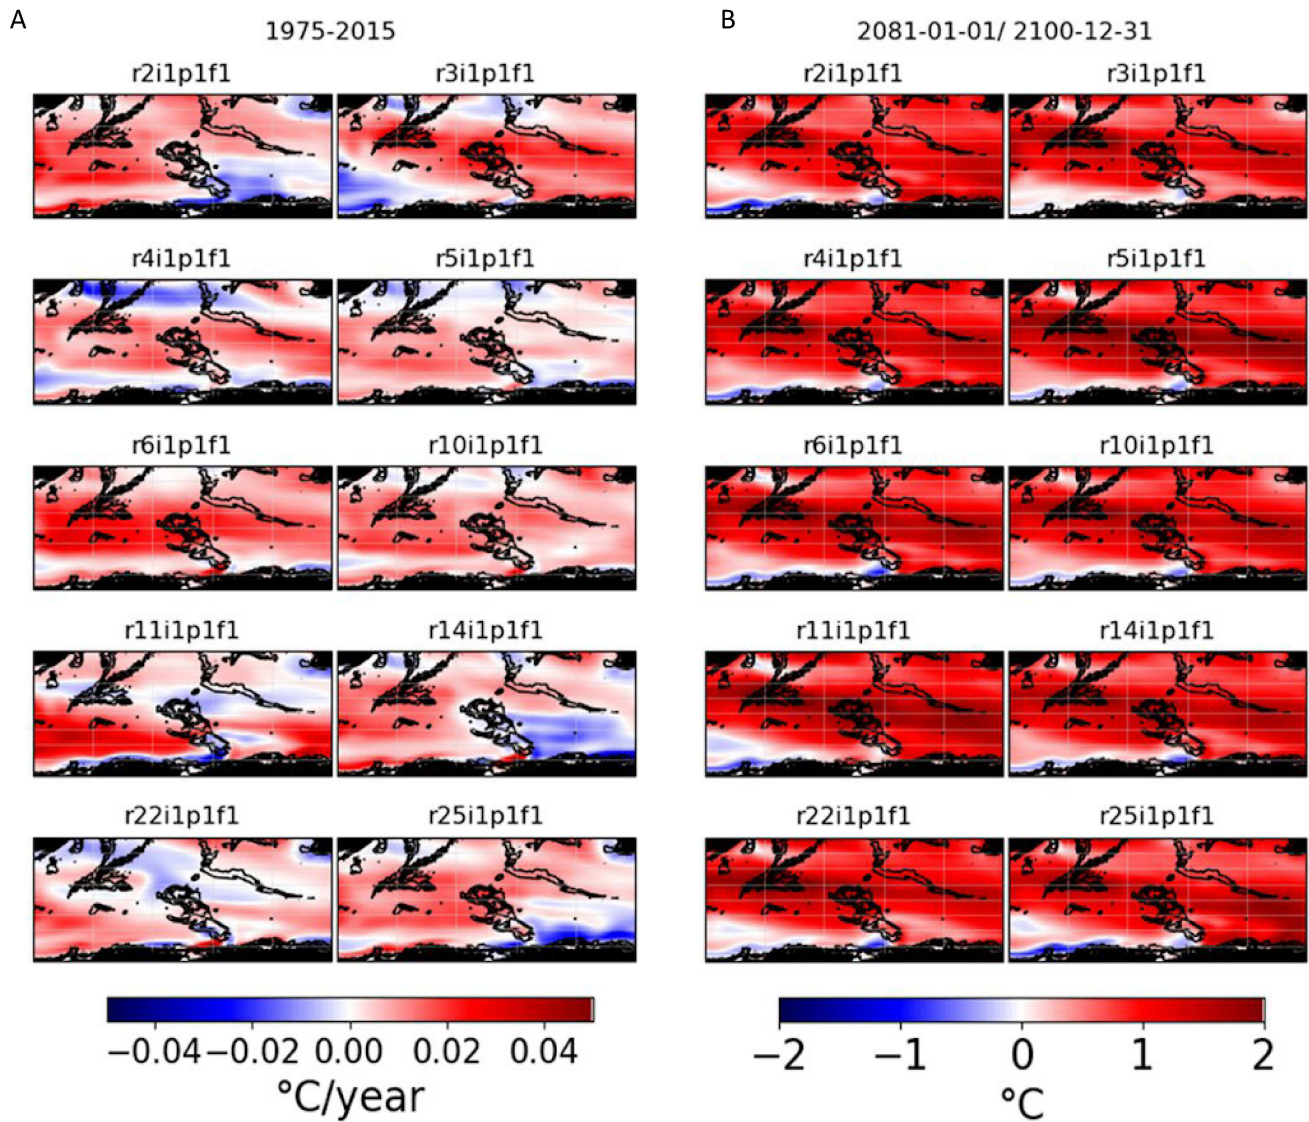 A
1975-2015
r2i1p1f1 r3i1p1f1
r4i1p1f1 r5i1p1f1
r6i1p1f1 r10i1p1f1
r11i1p1f1 r14i1p1f1
r22i1p1f1 r25i1p1f1
−0.04 −0.02 0.00 0.02 0.04
°C/year
B
2081-01-01/ 2100-12-31
r2i1p1f1 r3i1p1f1
r4i1p1f1 r5i1p1f1
r6i1p1f1 r10i1p1f1
r11i1p1f1 r14i1p1f1
r22i1p1f1 r25i1p1f1
−2 −1 0 1 2
°C